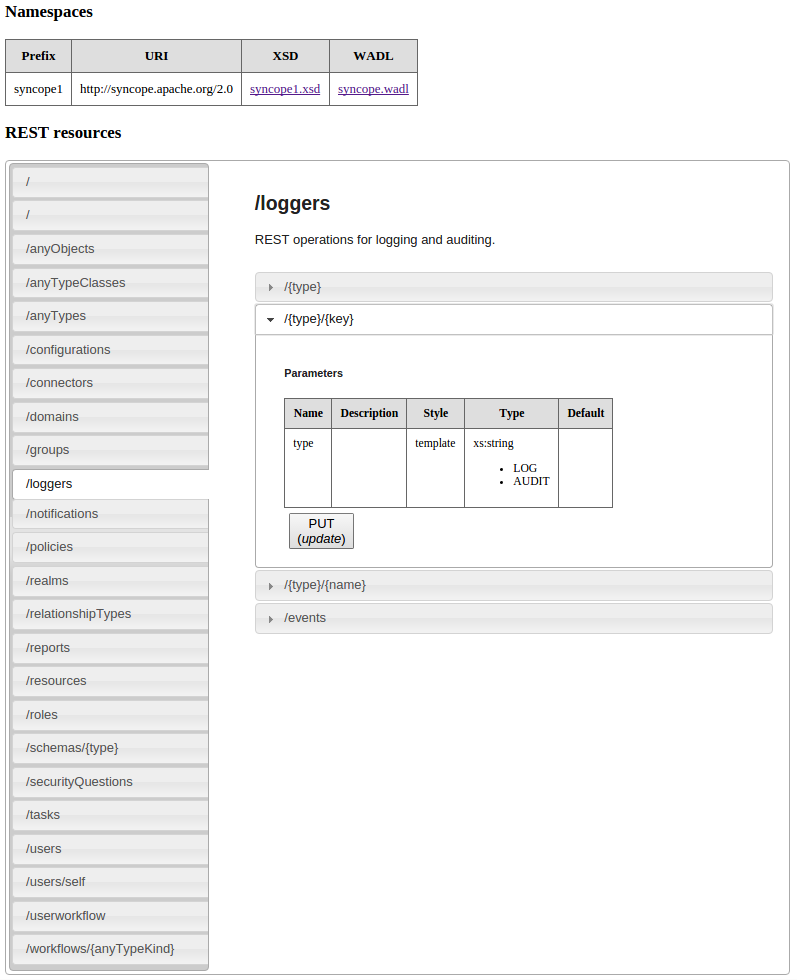 Namespaces
Prefix URI XSD WADL
syncope1 http://syncope.apache.org/2.0 syncope1.xsd syncope.wadl
REST resources
/
/
/anyObjects
/anyTypeClasses
/anyTypes
/configurations
/connectors
/domains
/groups
/loggers
/notifications
/policies
/realms
/relationshipTypes
/reports
/resources
/roles
/schemas/{type}
/securityQuestions
/tasks
/users
/users/self
/userworkflow
/workflows/{anyTypeKind}
/loggers
REST operations for logging and auditing.
/{type}
/{type}/{key}
Parameters
Name Description Style Type Default
type template xs:string
• LOG
• AUDIT
PUT
(update)
/{type}/{name}
/events